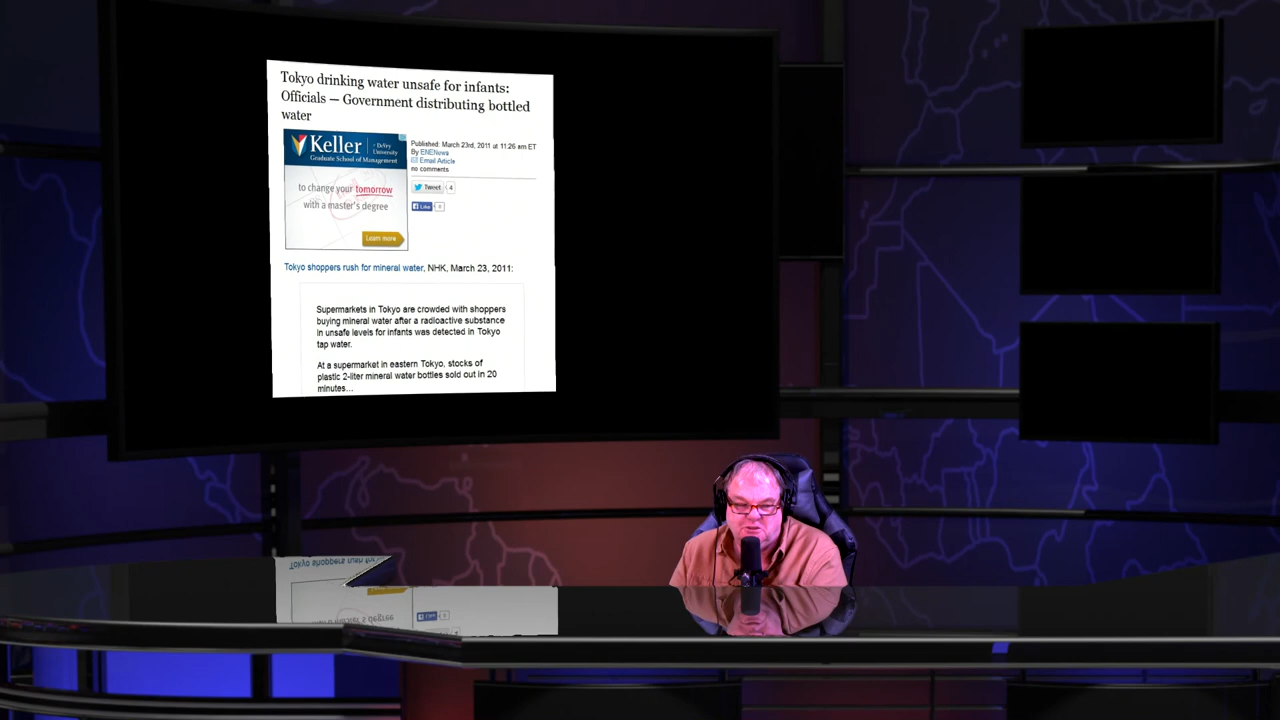 Tokyo drinking water unsafe for infants:
Officials — Government distributing bottled
water
Keller
DeVry
University
Graduate School of Management
to change your tomorrow
with a master's degree
Learn more
Published: March 23rd, 2011 at 11:26 am ET
By ENENews
Email Article
no comments
Tweet 4
Like 0
Tokyo shoppers rush for mineral water, NHK, March 23, 2011:
Supermarkets in Tokyo are crowded with shoppers
buying mineral water after a radioactive substance
in unsafe levels for infants was detected in Tokyo
tap water.
At a supermarket in eastern Tokyo, stocks of
plastic 2-liter mineral water bottles sold out in 20
minutes…